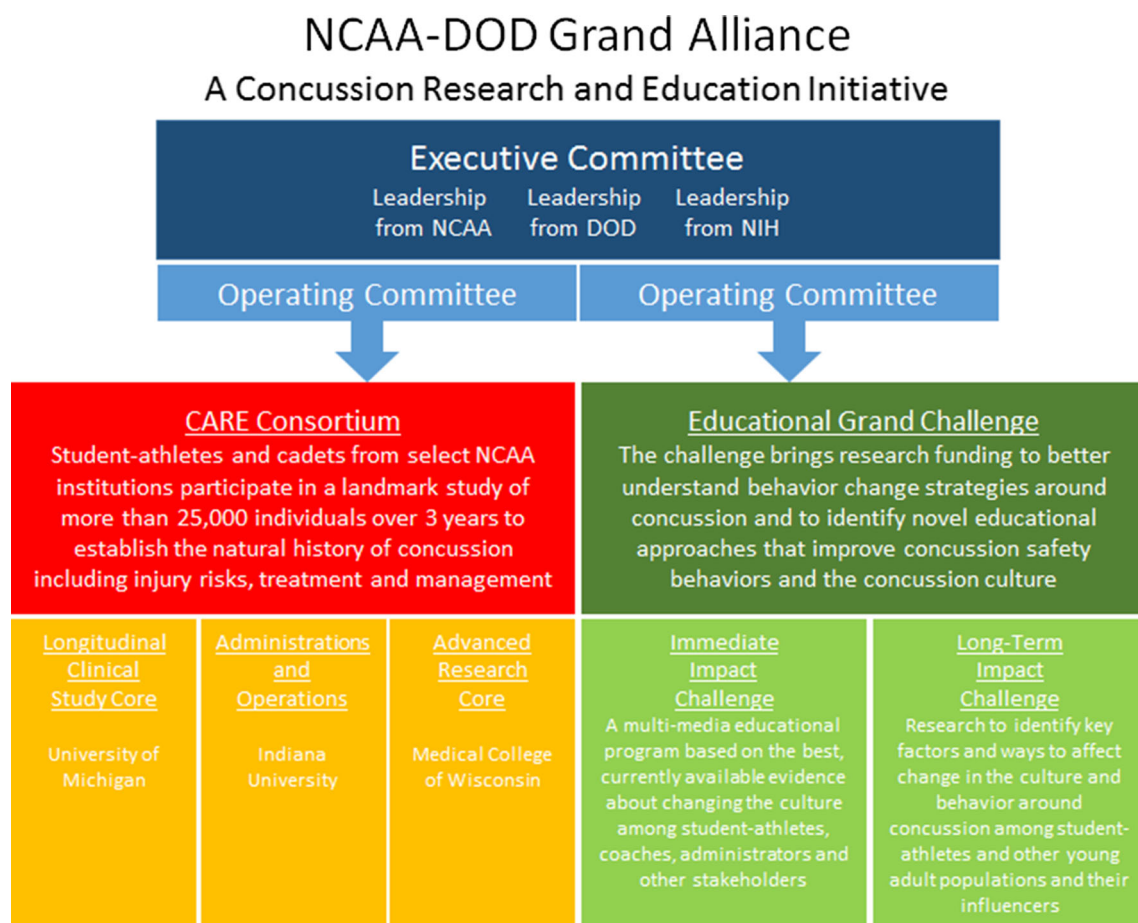 NCAA-DOD Grand Alliance
A Concussion Research and Education Initiative
Executive Committee
Leadership
from NCAA
Leadership
from DOD
Leadership
from NIH
Operating Committee
Operating Committee
CARE Consortium
Student-athletes and cadets from select NCAA
institutions participate in a landmark study of
more than 25,000 individuals over 3 years to
establish the natural history of concussion
including injury risks, treatment and management
Educational Grand Challenge
The challenge brings research funding to better
understand behavior change strategies around
concussion and to identify novel educational
approaches that improve concussion safety
behaviors and the concussion culture
Longitudinal
Clinical
Study Core
University of
Michigan
Administrations
and
Operations
Indiana
University
Advanced
Research
Core
Medical College
of Wisconsin
Immediate
Impact
Challenge
A multi-media educational
program based on the best,
currently available evidence
about changing the culture
among student-athletes,
coaches, administrators and
other stakeholders
Long-Term
Impact
Challenge
Research to identify key
factors and ways to affect
change in the culture and
behavior around
concussion among student-
athletes and other young
adult populations and their
influencers